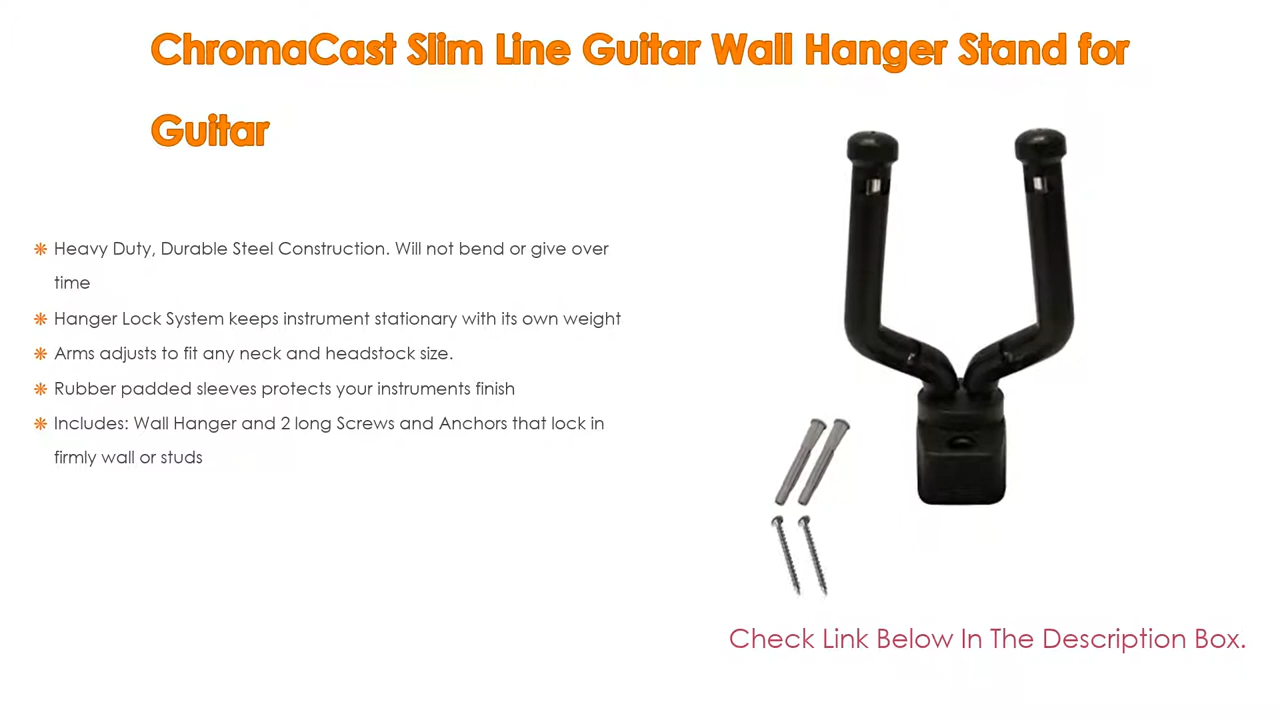 ChromaCast Slim Line Guitar Wall Hanger Stand for
Guitar
Heavy Duty, Durable Steel Construction. Will not bend or give over
time
Hanger Lock System keeps instrument stationary with its own weight
Arms adjusts to fit any neck and headstock size.
Rubber padded sleeves protects your instruments finish
Includes: Wall Hanger and 2 long Screws and Anchors that lock in
firmly wall or studs
Check Link Below In The Description Box.